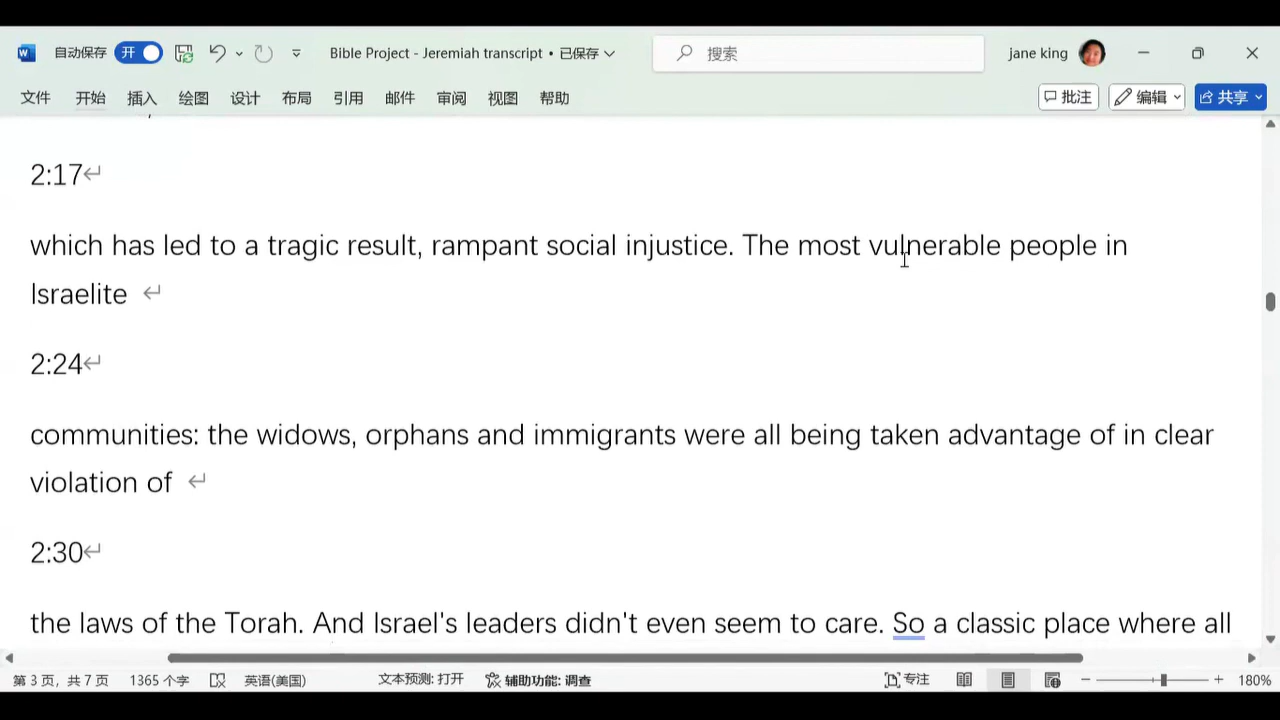 自动保存 开 Bible Project - Jeremiah transcript • 已保存 搜索 jane king
文件 开始 插入 绘图 设计 布局 引用 邮件 审阅 视图 帮助 批注 编辑 共享
2:17
which has led to a tragic result, rampant social injustice. The most vulnerable people in
Israelite
2:24
communities: the widows, orphans and immigrants were all being taken advantage of in clear
violation of
2:30
the laws of the Torah. And Israel's leaders didn't even seem to care. So a classic place where all
第 3 页，共 7 页 1365 个字 英语(美国) 文本预测: 打开 辅助功能: 调查 专注 180%